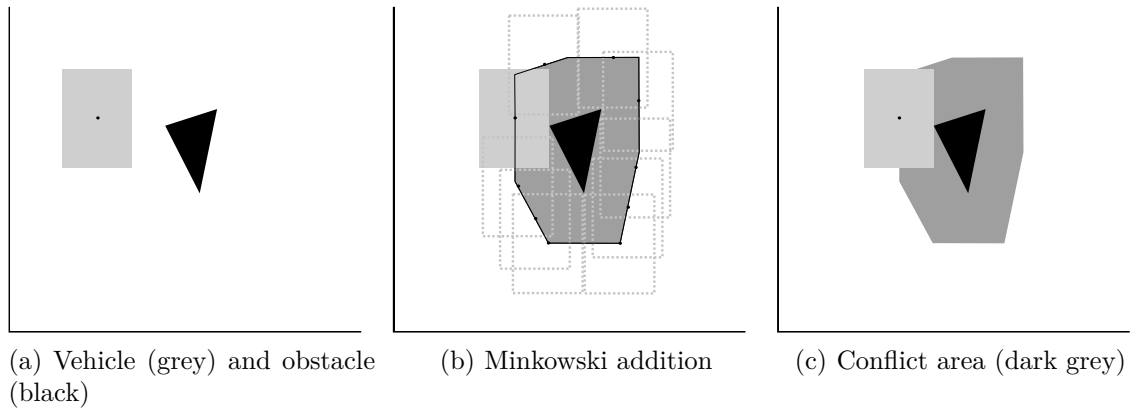 (a) Vehicle (grey) and obstacle
(black)
(b) Minkowski addition
(c) Conflict area (dark grey)